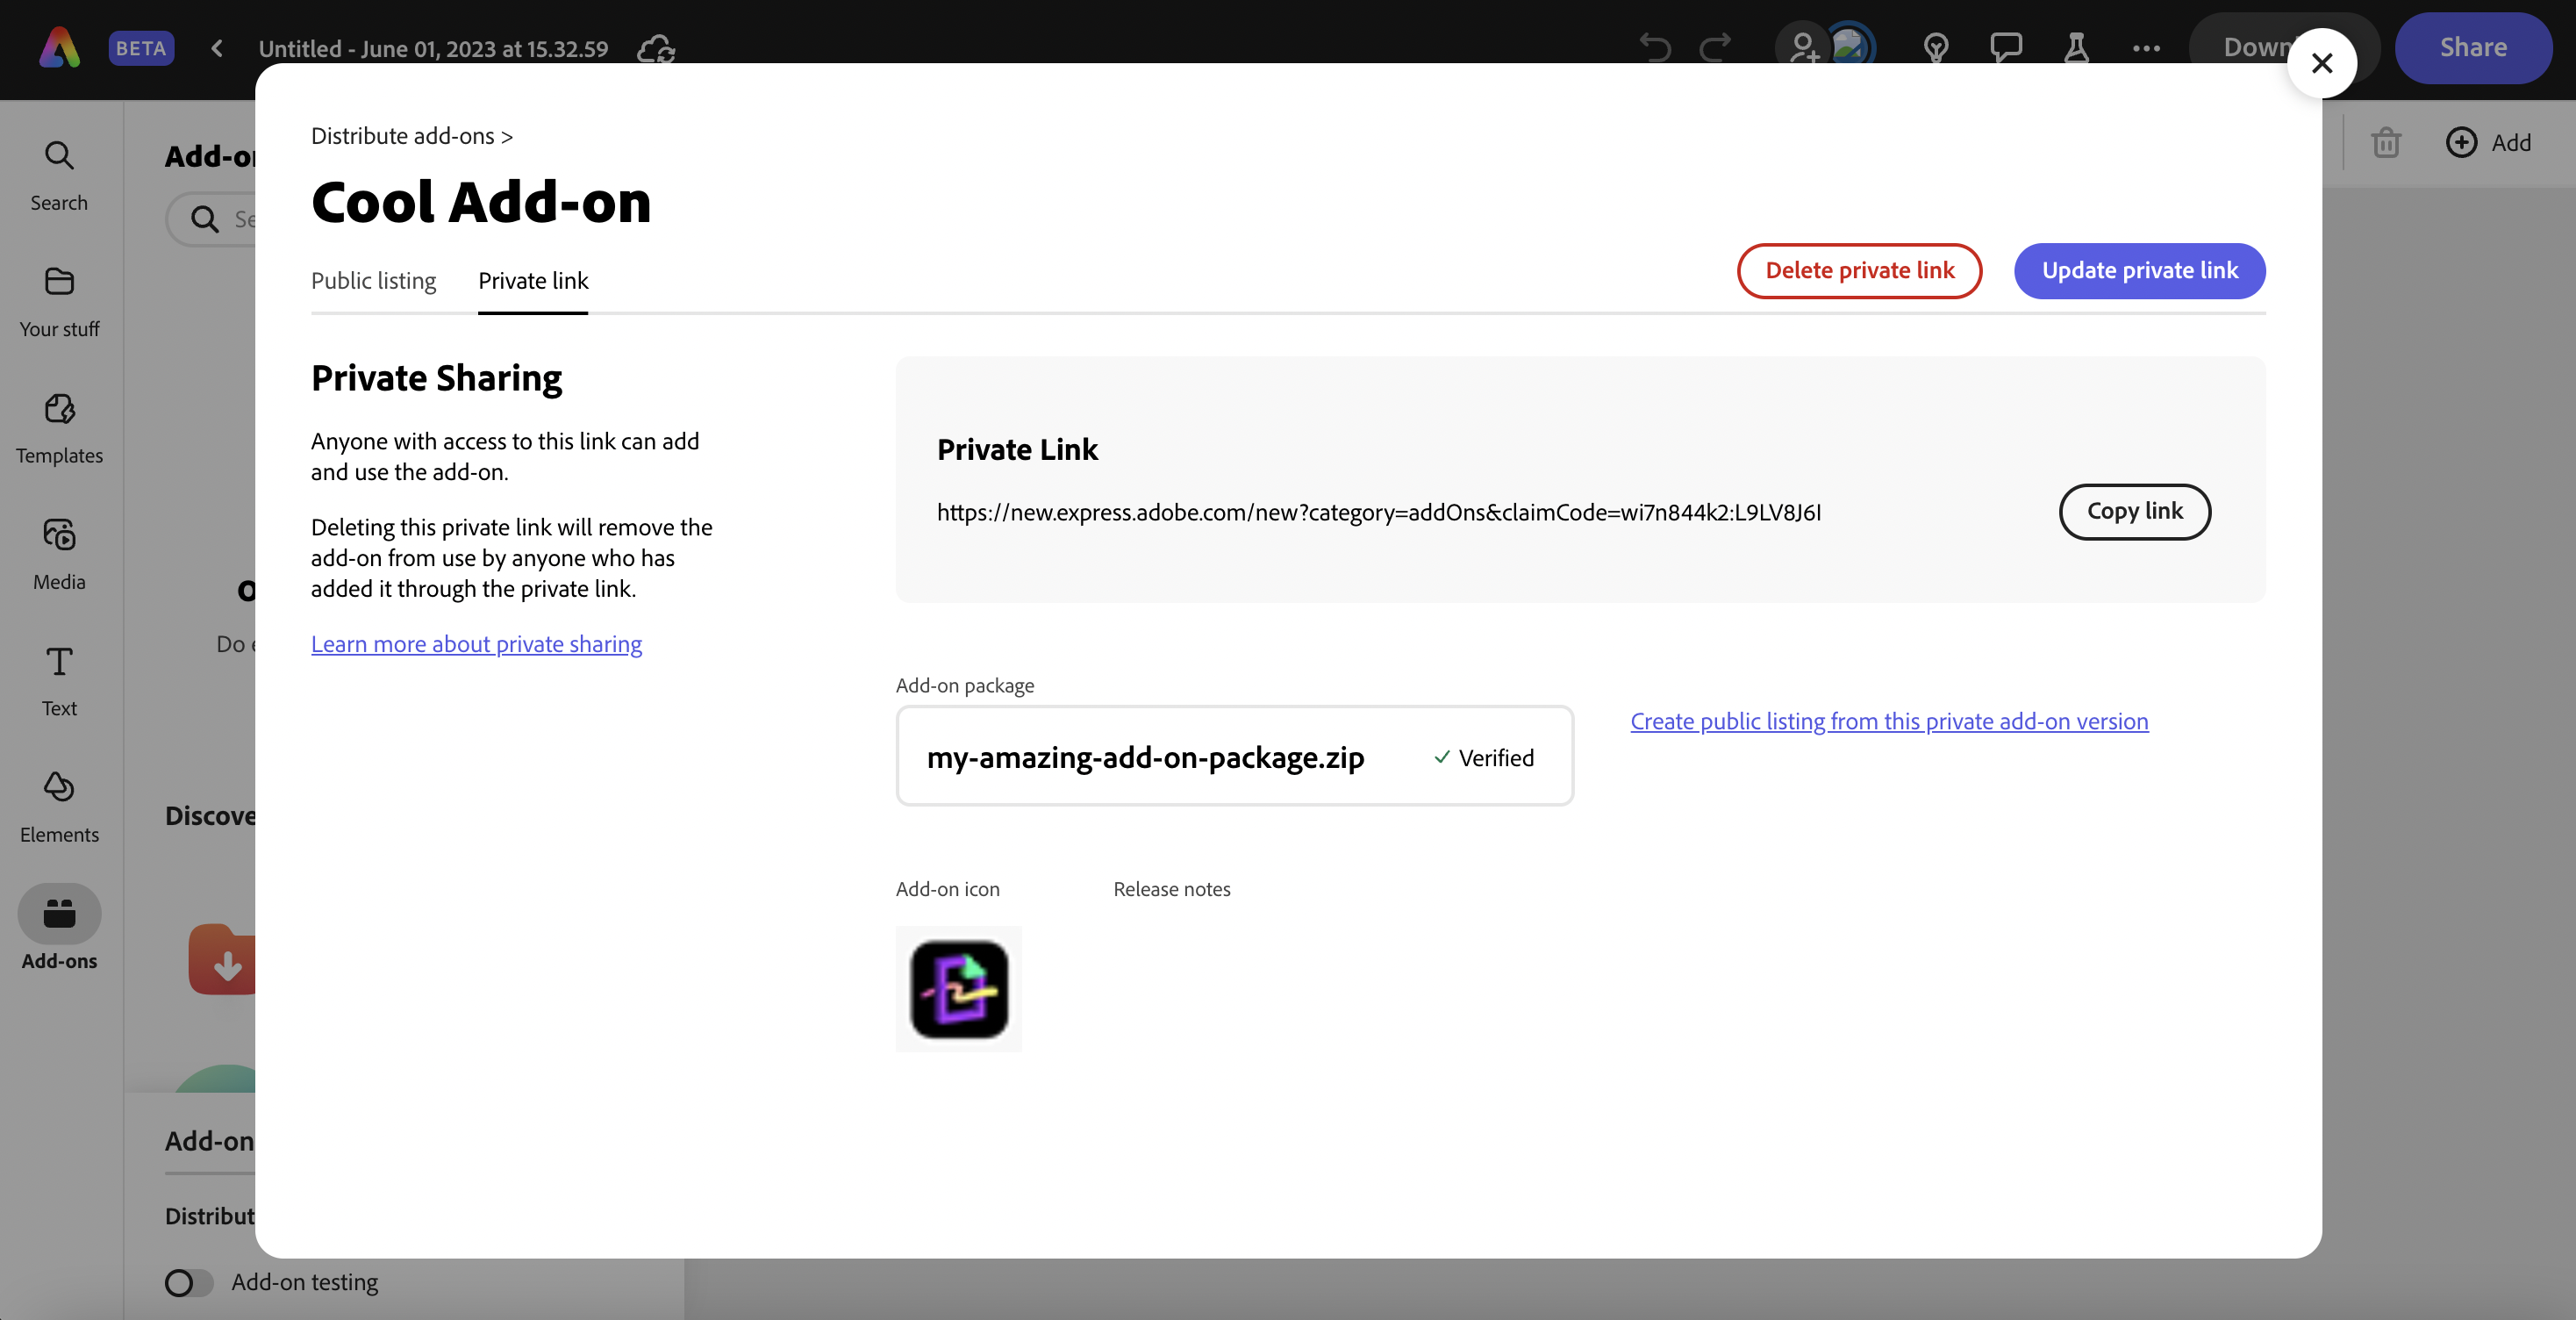 BETA
Untitled - June 01, 2023 at 15.32.59
Share
Search
Your stuff
Templates
Media
Text
Elements
Add-ons
Add
Distribute add-ons >
Cool Add-on
Public listing
Private link
Delete private link
Update private link
Private Sharing
Anyone with access to this link can add
and use the add-on.
Deleting this private link will remove the
add-on from use by anyone who has
added it through the private link.
Learn more about private sharing
Private Link
https://new.express.adobe.com/new?category=addOns&claimCode=wi7n844k2:L9LV8J6I
Copy link
Add-on package
my-amazing-add-on-package.zip
Verified
Create public listing from this private add-on version
Add-on icon
Release notes
Do
Add-on
Add-on testing